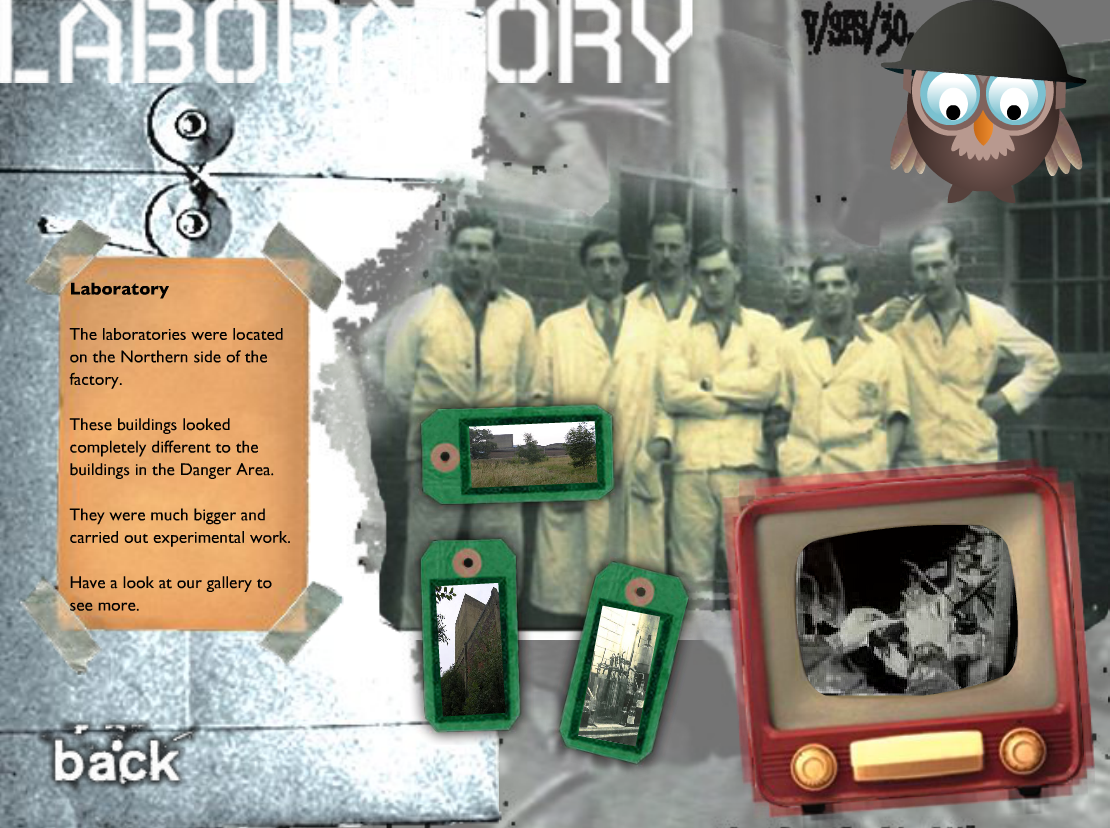 LABORATORY
Laboratory
The laboratories were located
on the Northern side of the
factory.
These buildings looked
completely different to the
buildings in the Danger Area.
They were much bigger and
carried out experimental work.
Have a look at our gallery to
see more.
back